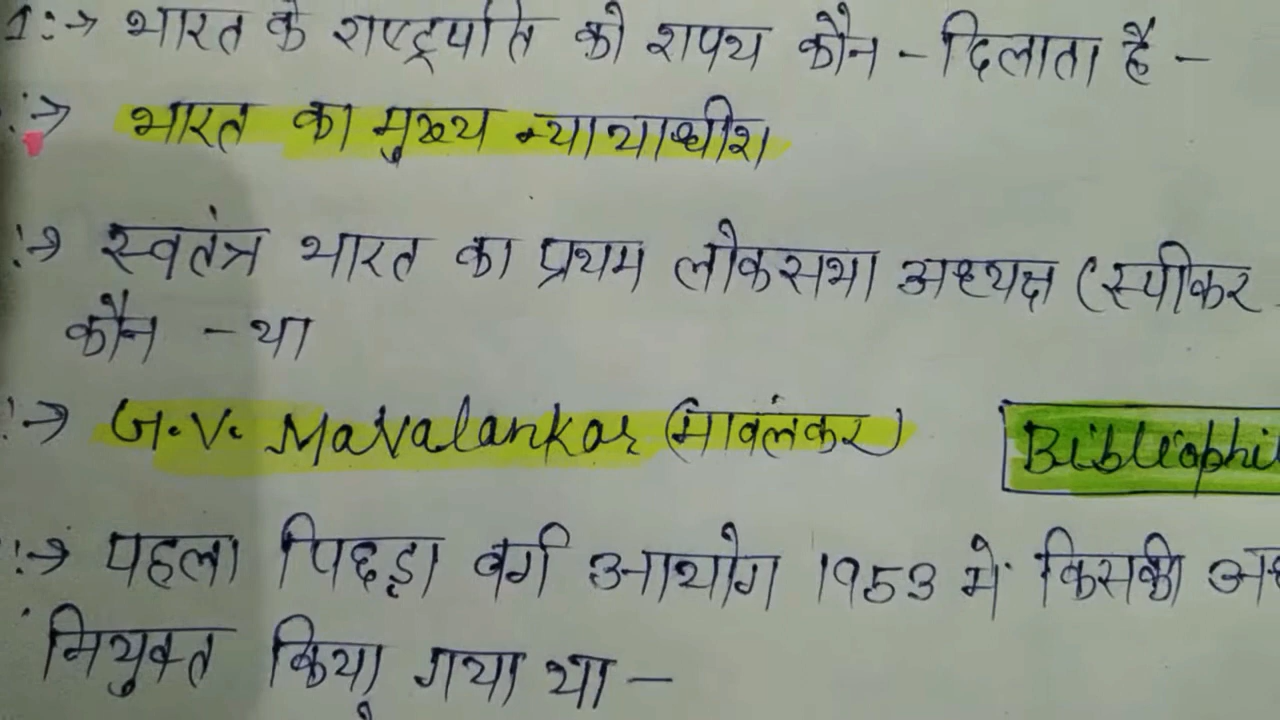 1:→ भारत के राष्ट्रपति को शपथ कौन - दिलाता है -
:→ भारत का मुख्य न्यायाधीश
:→ स्वतंत्र भारत का प्रथम लोकसभा अध्यक्ष (स्पीकर
कौन - था
:→ G.V. Mavalankar (मावलंकर)
Bibliophi
:→ पहला पिछड़ा वर्ग आयोग 1953 में किसकी
नियुक्त किया गया था -